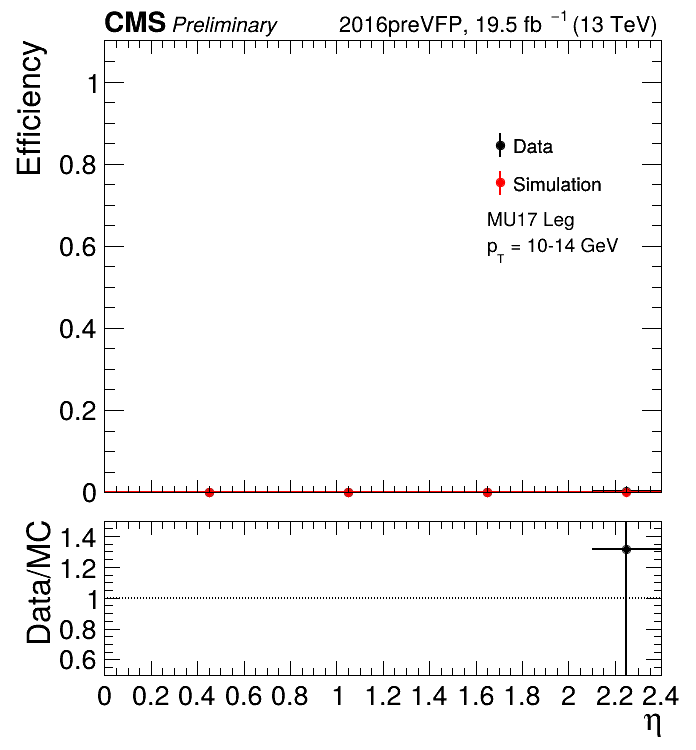 CMS Preliminary 2016preVFP, 19.5 fb⁻¹ (13 TeV)
Efficiency
1
0.8
0.6
0.4
0.2
0
Data
Simulation
MU17 Leg
p_T = 10-14 GeV
Data/MC
1.4
1.2
1
0.8
0.6
0 0.2 0.4 0.6 0.8 1 1.2 1.4 1.6 1.8 2 2.2 2.4
η